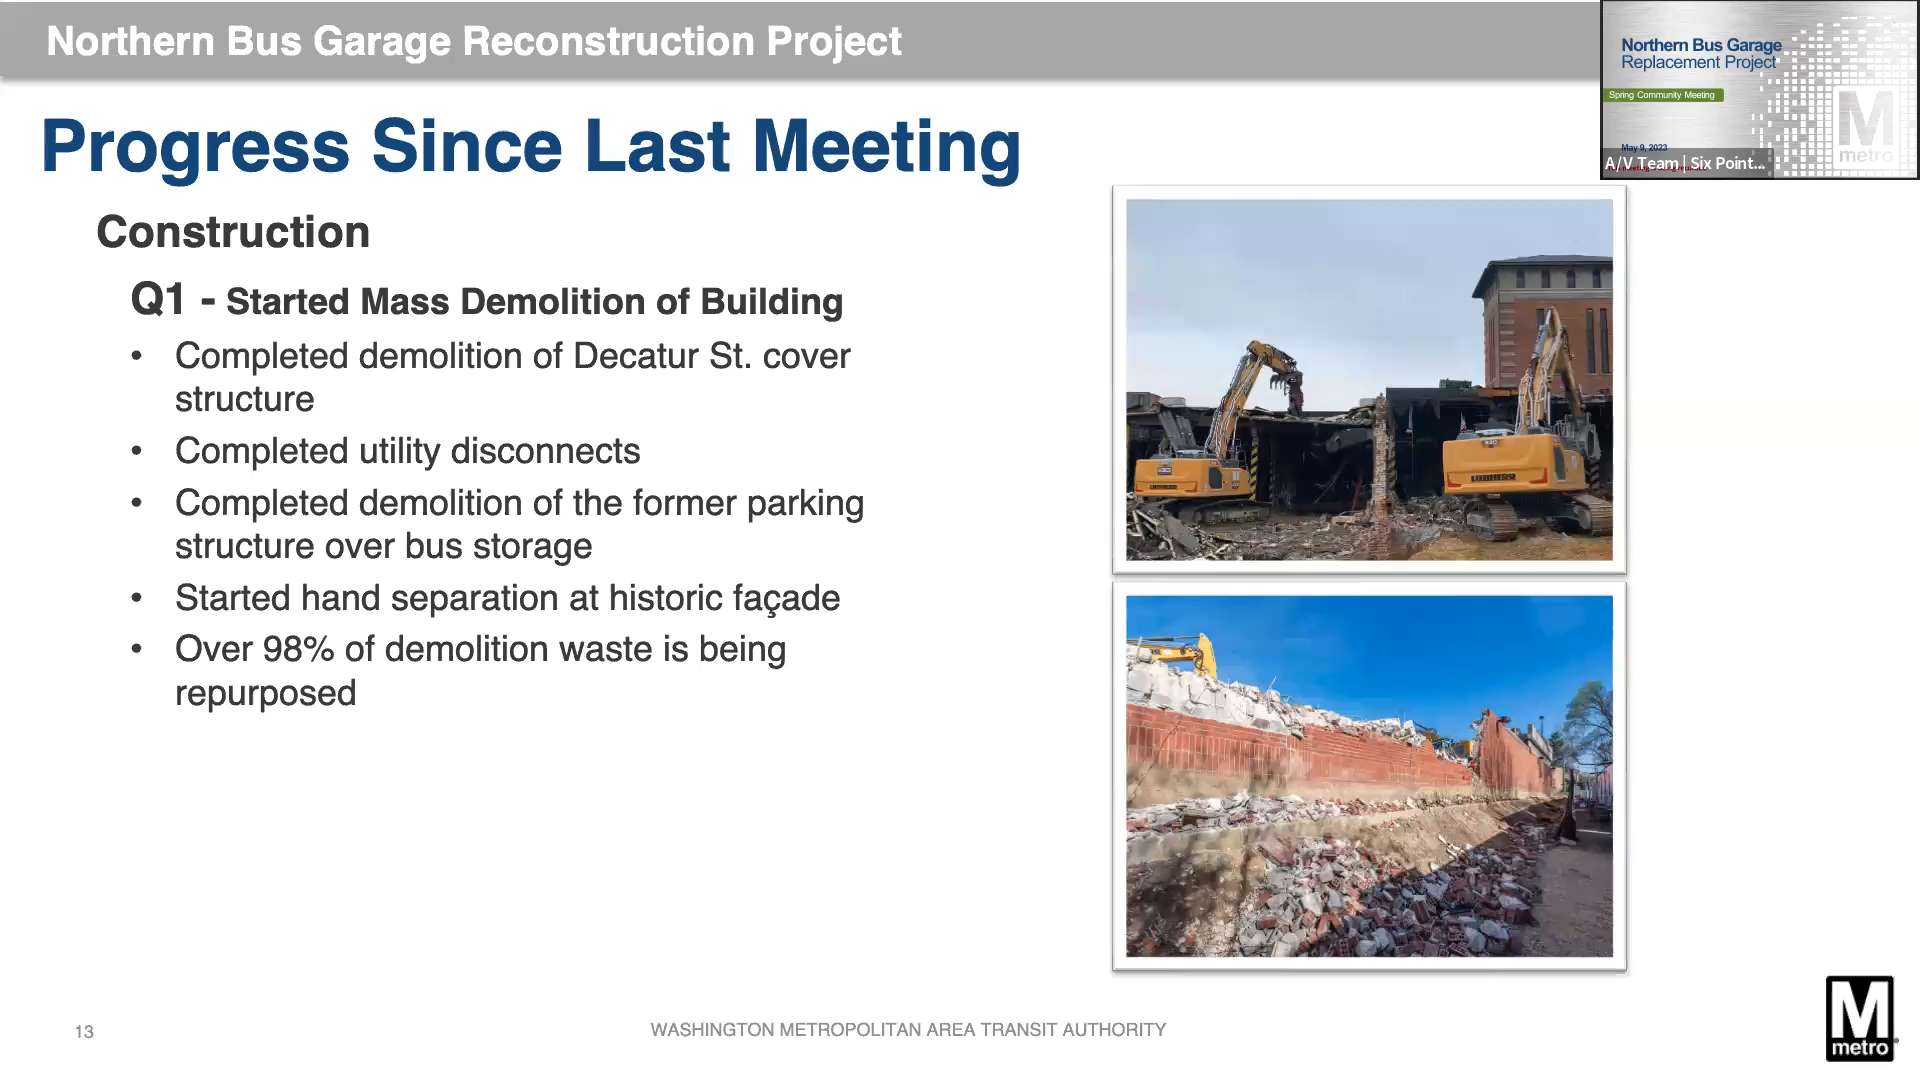 Northern Bus Garage Reconstruction Project
Northern Bus Garage
Replacement Project
Spring Community Meeting
May 9, 2023
A/V Team | Six Point...
metro
Progress Since Last Meeting
Construction
Q1 - Started Mass Demolition of Building
• Completed demolition of Decatur St. cover
structure
• Completed utility disconnects
• Completed demolition of the former parking
structure over bus storage
• Started hand separation at historic façade
• Over 98% of demolition waste is being
repurposed
LIEBHERR
13
WASHINGTON METROPOLITAN AREA TRANSIT AUTHORITY
M
metro